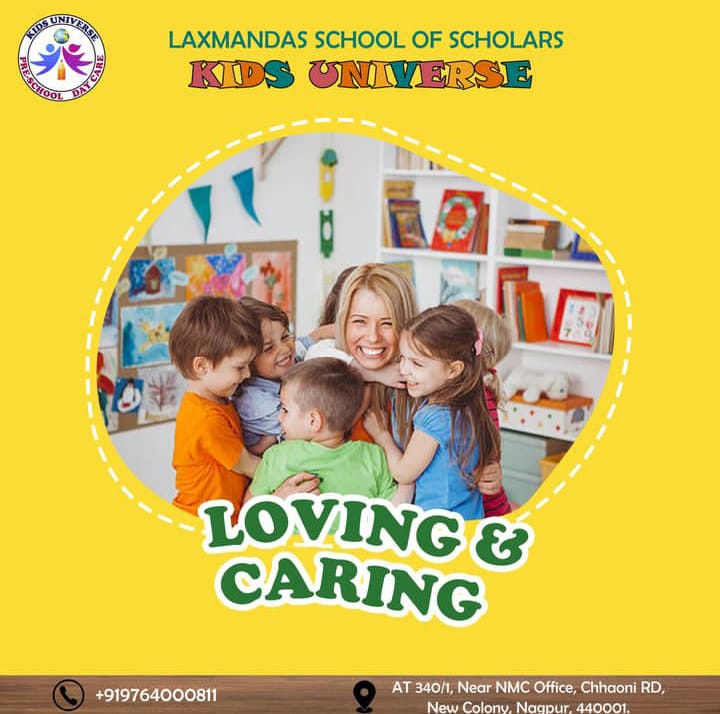 KIDS UNIVERSE
PRE-SCHOOL DAY CARE
LAXMANDAS SCHOOL OF SCHOLARS
KIDS UNIVERSE
LOVING &
CARING
+919764000811
AT 340/1, Near NMC Office, Chhaoni RD,
New Colony, Nagpur, 440001.